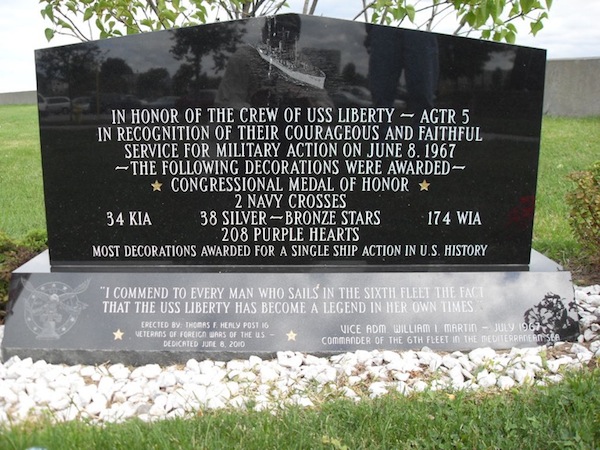 IN HONOR OF THE CREW OF USS LIBERTY ~ AGTR 5
IN RECOGNITION OF THEIR COURAGEOUS AND FAITHFUL
SERVICE FOR MILITARY ACTION ON JUNE 8, 1967
~THE FOLLOWING DECORATIONS WERE AWARDED~
★ CONGRESSIONAL MEDAL OF HONOR ★
2 NAVY CROSSES
34 KIA 38 SILVER~BRONZE STARS 174 WIA
208 PURPLE HEARTS
MOST DECORATIONS AWARDED FOR A SINGLE SHIP ACTION IN U.S. HISTORY
"I COMMEND TO EVERY MAN WHO SAILS IN THE SIXTH FLEET THE FACT
THAT THE USS LIBERTY HAS BECOME A LEGEND IN HER OWN TIMES.
ERECTED BY: THOMAS F. HEALY POST 16
VETERANS OF FOREIGN WARS OF THE U.S.
DEDICATED JUNE 8, 2010
VICE ADM WILLIAM I MARTIN ~ JULY 1967
COMMANDER OF THE 6TH FLEET IN THE MEDITERRANEAN SEA